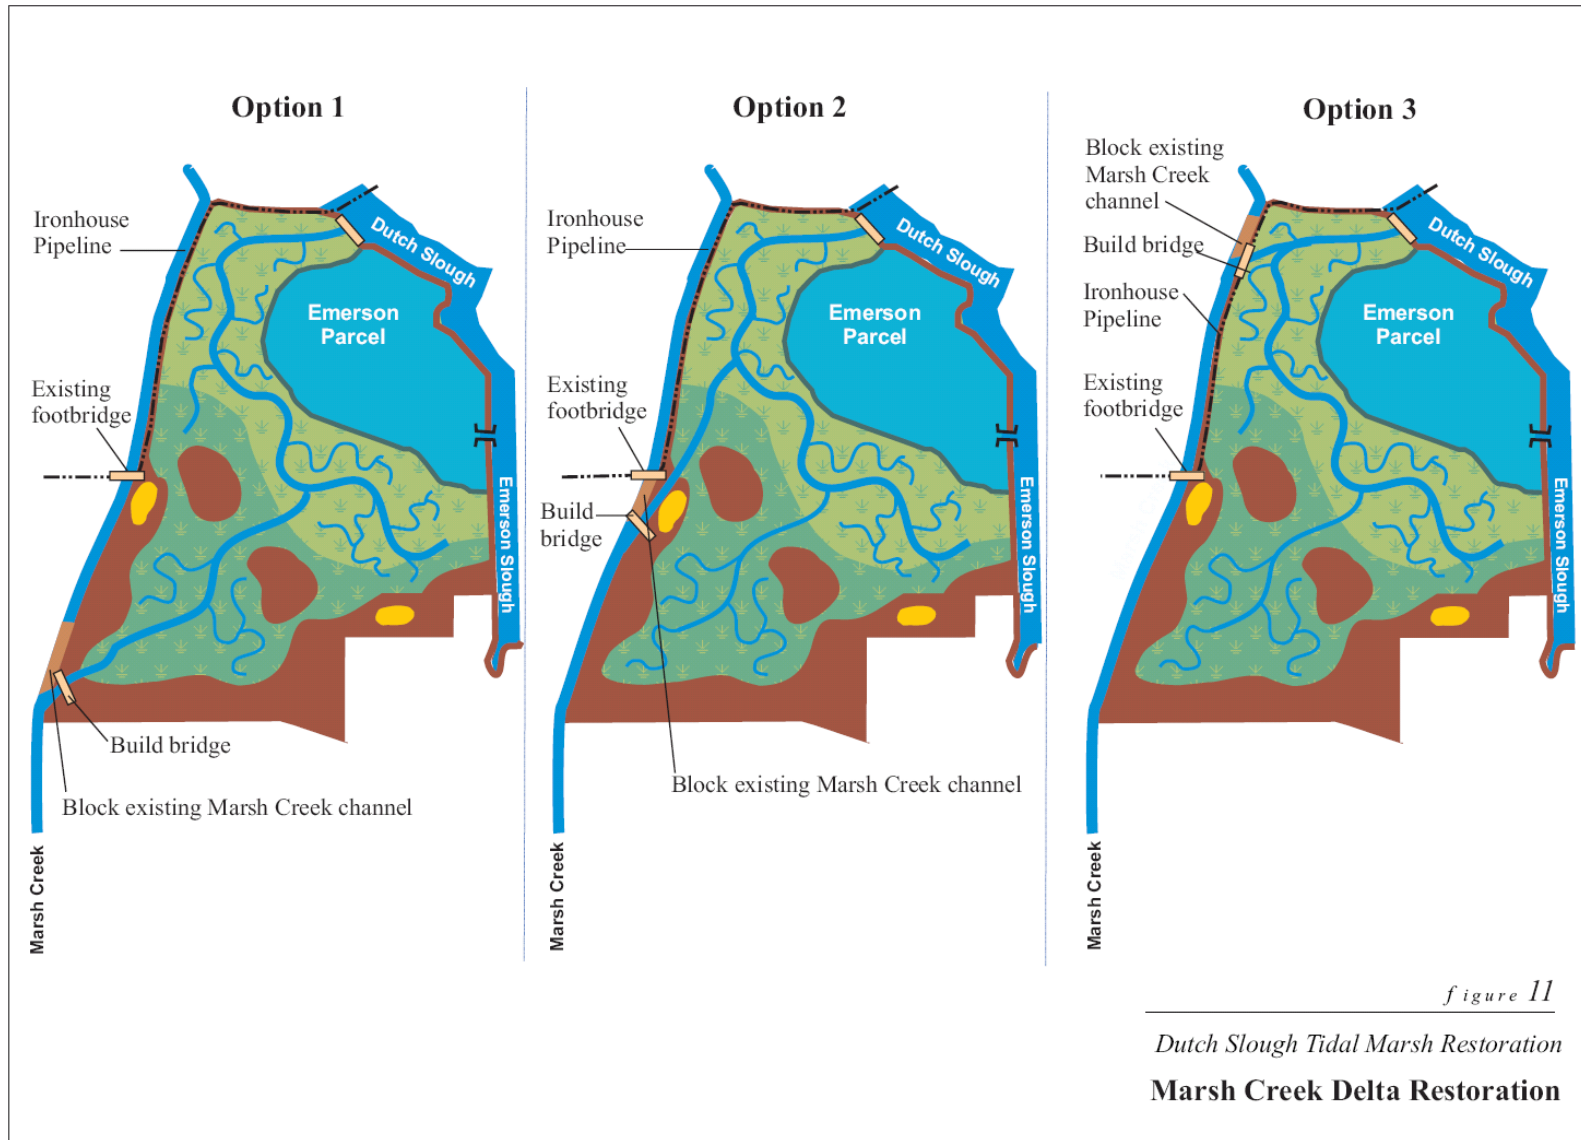 Option 1
Ironhouse
Pipeline
Dutch Slough
Emerson
Parcel
Existing
footbridge
Emerson Slough
Build bridge
Block existing Marsh Creek channel
Marsh Creek
Option 2
Ironhouse
Pipeline
Dutch Slough
Emerson
Parcel
Existing
footbridge
Build
bridge
Emerson Slough
Block existing Marsh Creek channel
Marsh Creek
Option 3
Block existing
Marsh Creek
channel
Build bridge
Ironhouse
Pipeline
Dutch Slough
Emerson
Parcel
Existing
footbridge
Emerson Slough
Marsh Creek
figure 11
Dutch Slough Tidal Marsh Restoration
Marsh Creek Delta Restoration